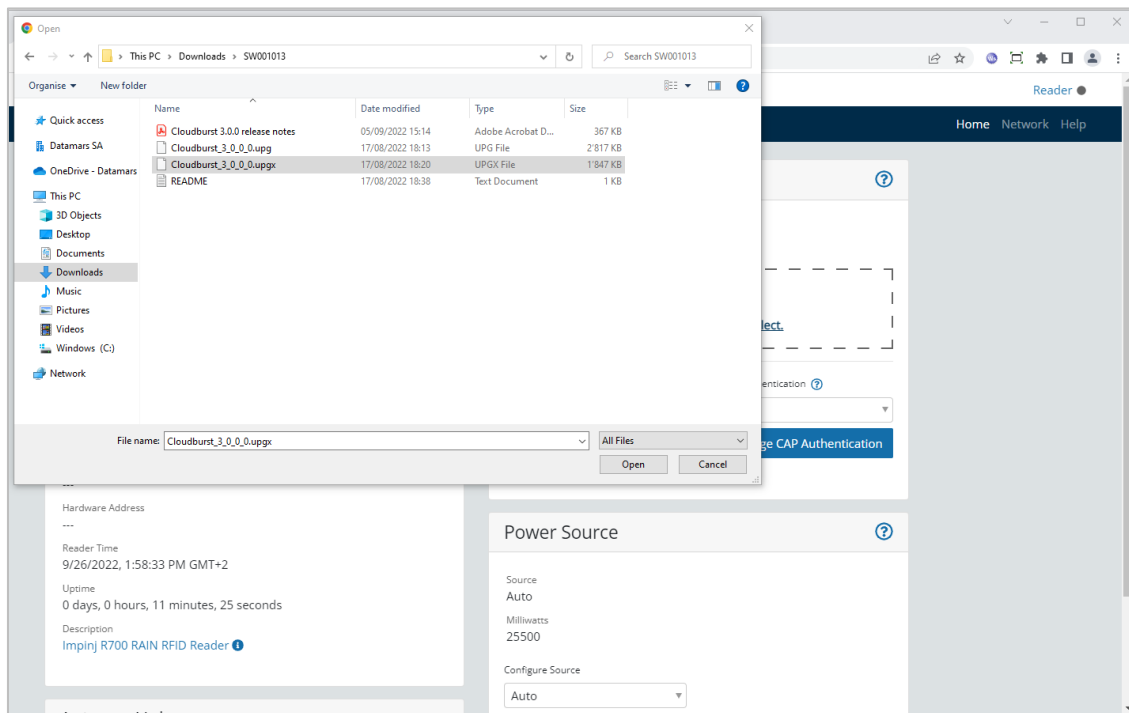 Open
This PC > Downloads > SW001013
Search SW001013
Organise
New folder
Name
Date modified
Type
Size
Quick access
Datamars SA
OneDrive - Datamars
This PC
3D Objects
Desktop
Documents
Downloads
Music
Pictures
Videos
Windows (C:)
Network
Cloudburst 3.0.0 release notes 05/09/2022 15:14 Adobe Acrobat D... 367 KB
Cloudburst_3_0_0_0.upg 17/08/2022 18:13 UPG File 2'817 KB
Cloudburst_3_0_0_0.upgx 17/08/2022 18:20 UPGX File 1'847 KB
README 17/08/2022 18:38 Text Document 1 KB
File name: Cloudburst_3_0_0_0.upgx
All Files
Open
Cancel
Reader
Home Network Help
lect.
entication
ge CAP Authentication
---
Hardware Address
---
Reader Time
9/26/2022, 1:58:33 PM GMT+2
Uptime
0 days, 0 hours, 11 minutes, 25 seconds
Description
Impinj R700 RAIN RFID Reader
Power Source
Source
Auto
Milliwatts
25500
Configure Source
Auto